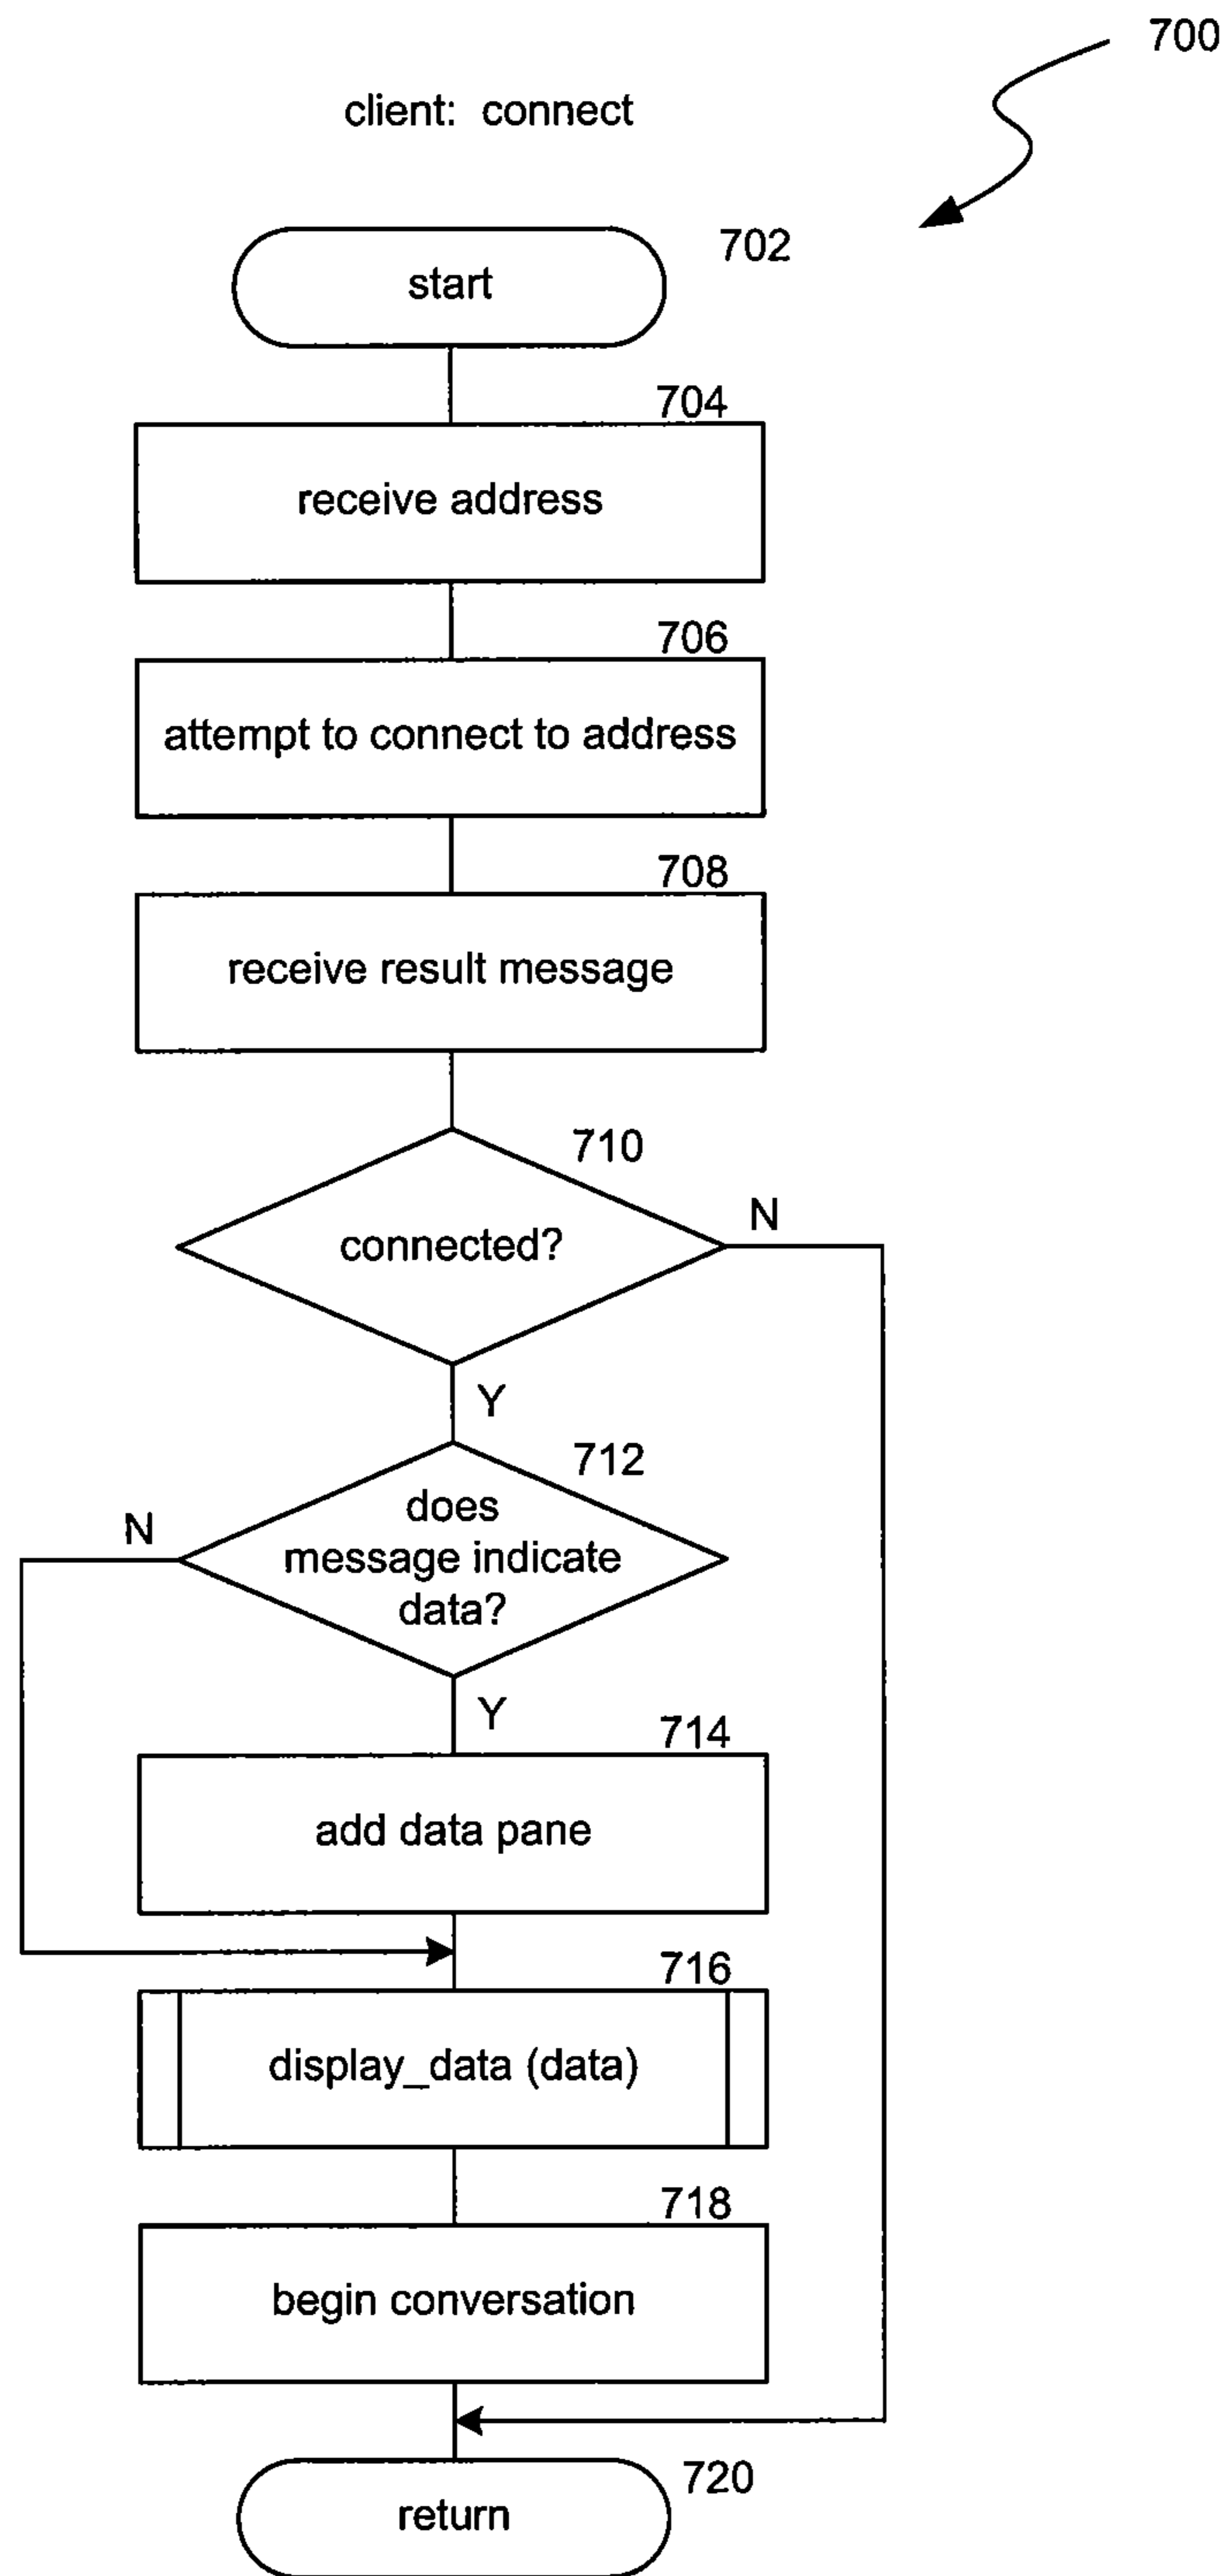 700
client: connect
702
start
704
receive address
706
attempt to connect to address
708
receive result message
710
connected?
N
Y
712
does
message indicate
data?
N
Y
714
add data pane
716
display_data (data)
718
begin conversation
720
return